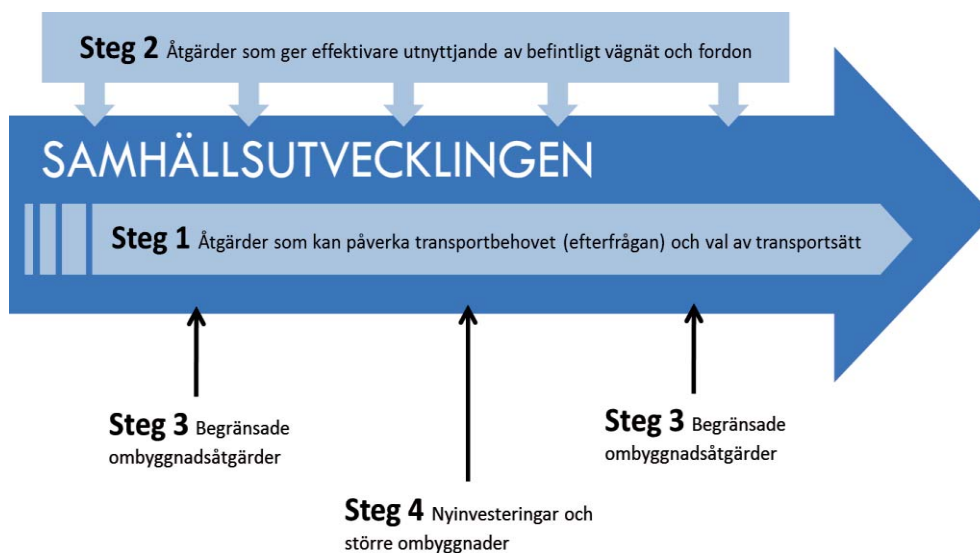 Steg 2 Åtgärder som ger effektivare utnyttjande av befintligt vägnät och fordon
SAMHÄLLSUTVECKLINGEN
Steg 1 Åtgärder som kan påverka transportbehovet (efterfrågan) och val av transportsätt
Steg 3 Begränsade
ombyggnadsåtgärder
Steg 4 Nyinvesteringar och
större ombyggnader
Steg 3 Begränsade
ombyggnadsåtgärder